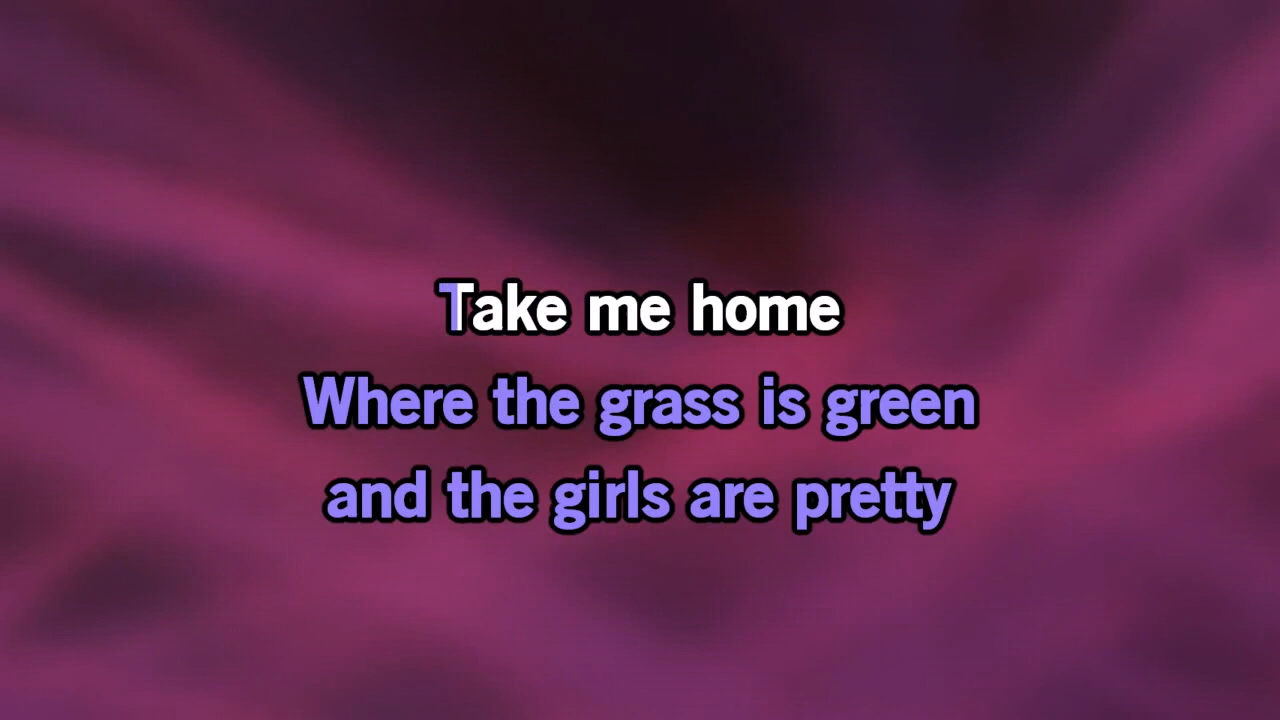 Take me home
Where the grass is green
and the girls are pretty